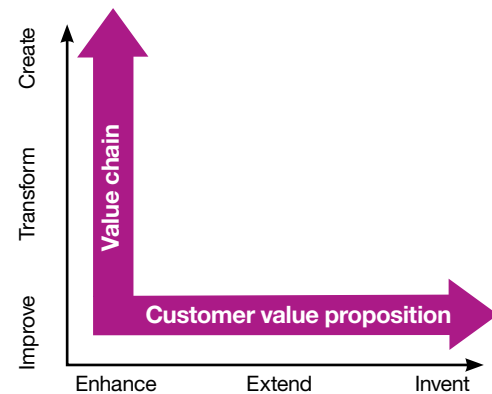 Create
Transform
Improve
Value chain
Customer value proposition
Enhance
Extend
Invent